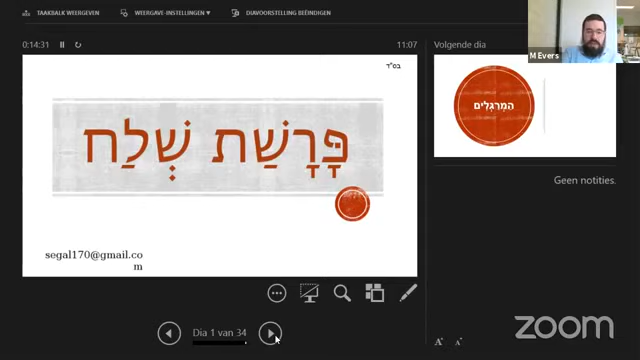 TAAKBALK WEERGEVEN
WEERGAVE-INSTELLINGEN ▾
DIAVOORSTELLING BEËINDIGEN
0:14:31
11:07
Volgende dia
M Evers
בס"ד
פָּרָשַׁת שְׁלַח
הַמְרַגְּלִים
segal170@gmail.co
m
Geen notities.
Dia 1 van 34
A A
zoom